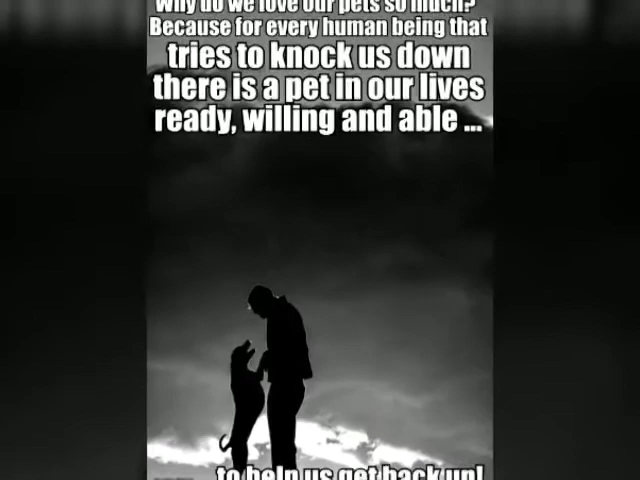 Why do we love our pets so much?
Because for every human being that
tries to knock us down
there is a pet in our lives
ready, willing and able ...
to help us get back up!